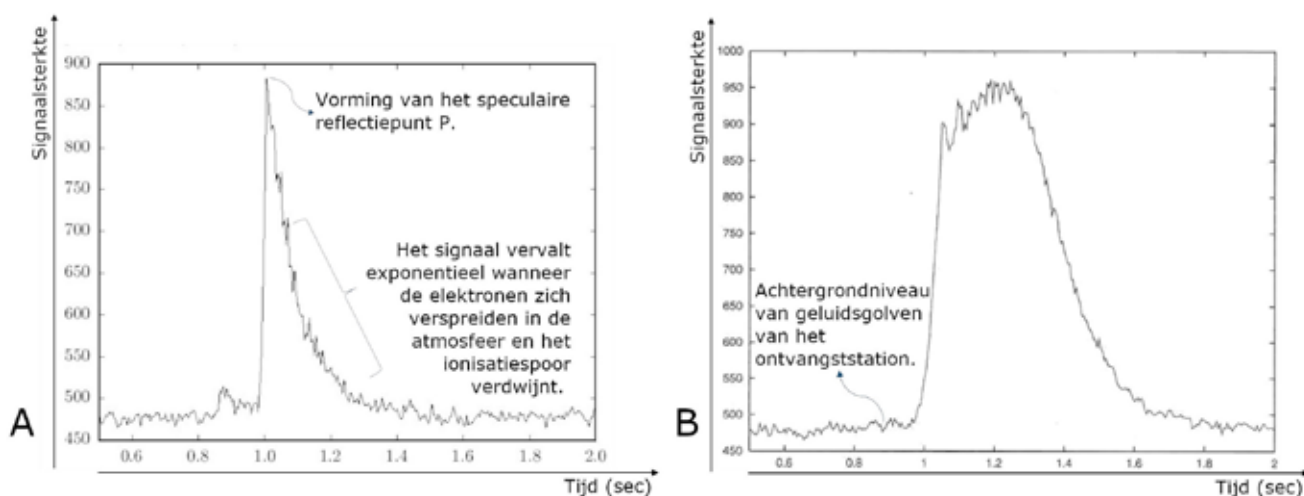 Signaalsterkte
900
850
800
750
700
650
600
550
500
450
Vorming van het speculaire
reflectiepunt P.
Het signaal vervalt
exponentieel wanneer
de elektronen zich
verspreiden in de
atmosfeer en het
ionisatiespoor
verdwijnt.
0.6
0.8
1.0
1.2
1.4
1.6
1.8
2.0
A
Tijd (sec)
Signaalsterkte
1000
950
900
850
800
750
700
650
600
550
500
450
Achtergrondniveau
van geluidsgolven
van het
ontvangststation.
0.6
0.8
1
1.2
1.4
1.6
1.8
2
B
Tijd (sec)